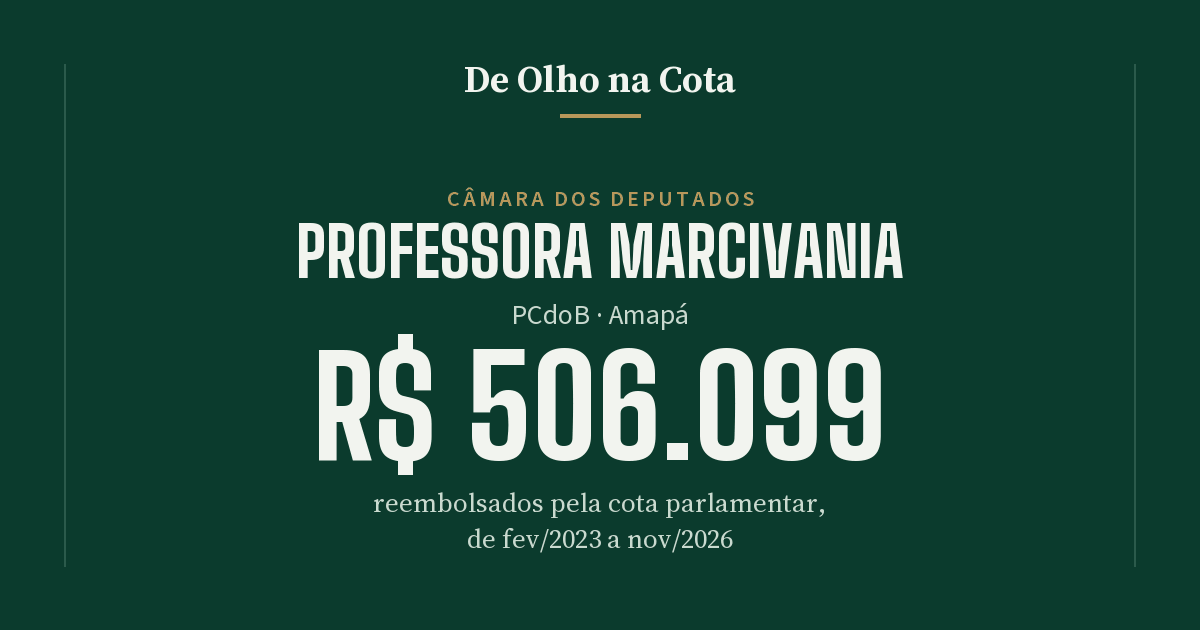 De Olho na Cota
CÂMARA DOS DEPUTADOS
PROFESSORA MARCIVANIA
PCdoB · Amapá
R$ 506.099
reembolsados pela cota parlamentar,
de fev/2023 a nov/2026